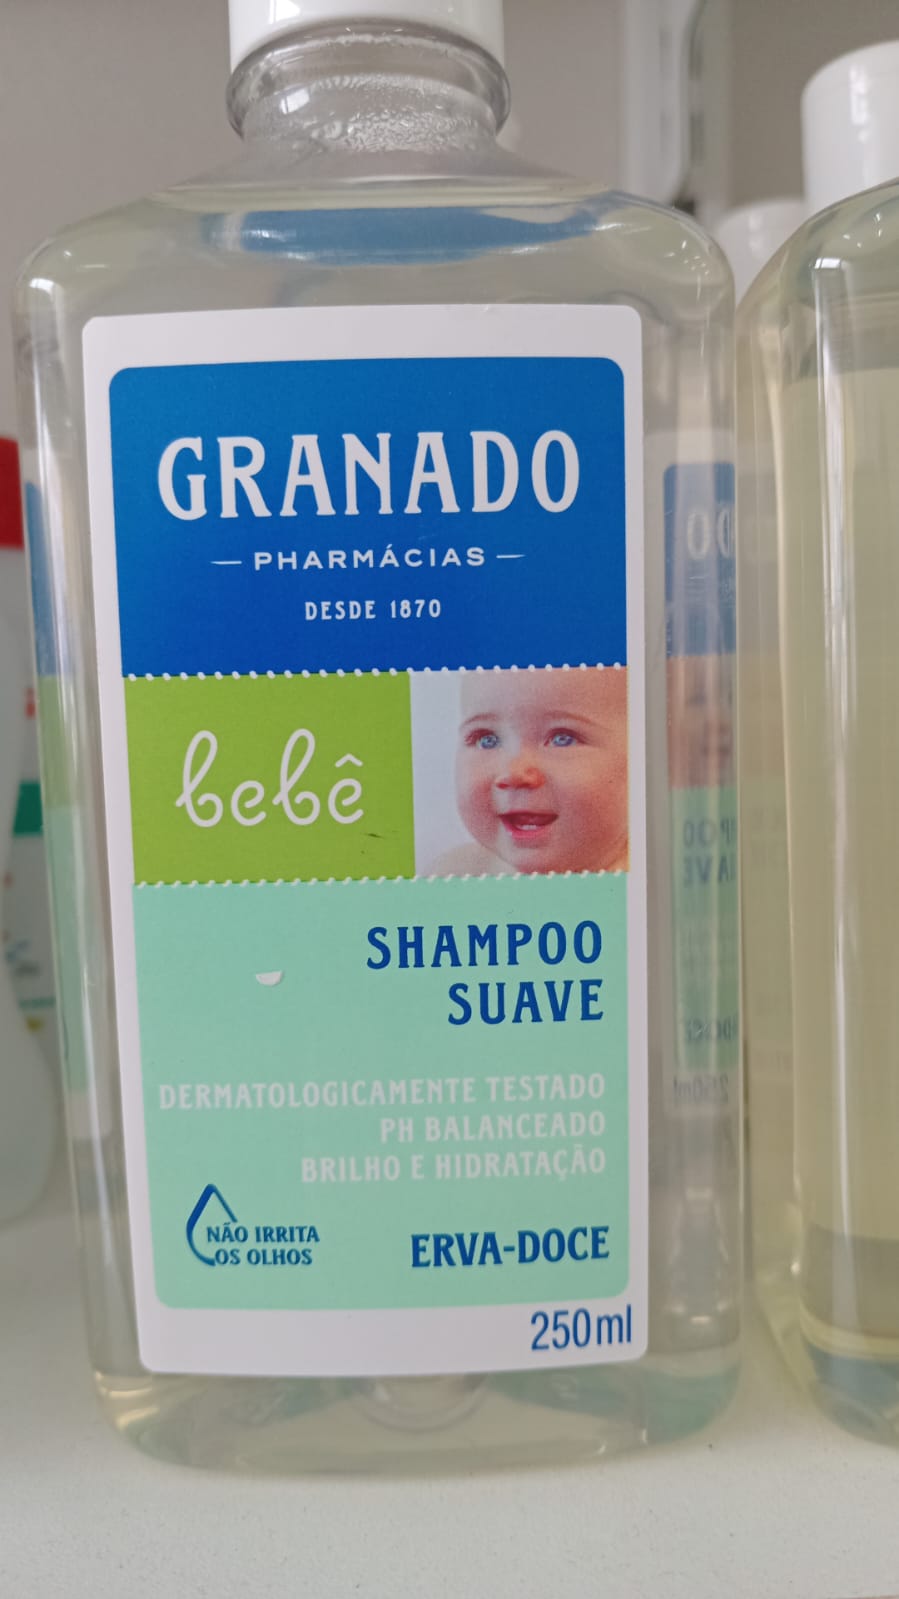 GRANADO
PHARMÁCIAS
DESDE 1870
bebê
SHAMPOO
SUAVE
DERMATOLOGICAMENTE TESTADO
PH BALANCEADO
BRILHO E HIDRATAÇÃO
NÃO IRRITA
OS OLHOS
ERVA-DOCE
250ml